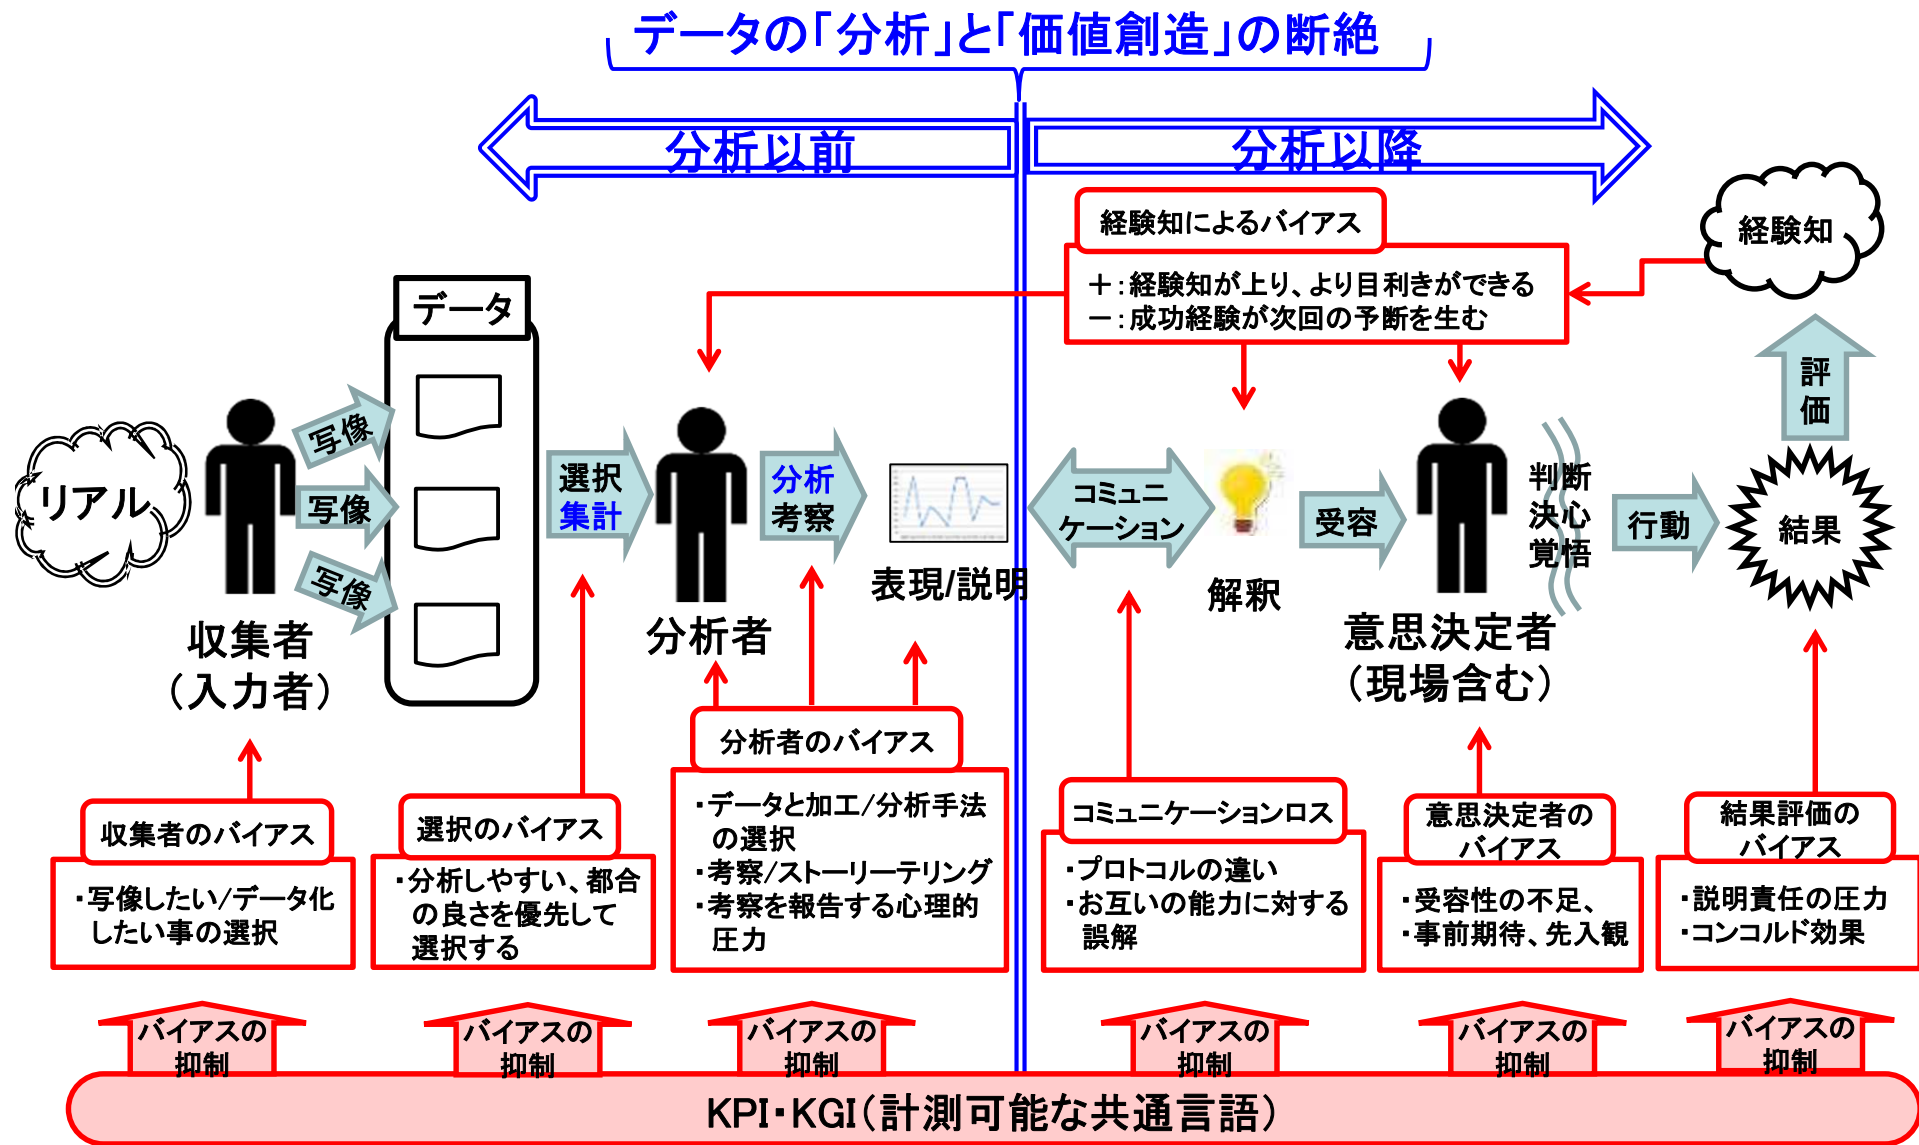 データの「分析」と「価値創造」の断絶
分析以前
分析以降
経験知によるバイアス
＋：経験知が上り、より目利きができる
－：成功経験が次回の予断を生む
経験知
データ
評
価
リアル
写像
写像
写像
収集者
（入力者）
選択
集計
分析者
分析
考察
表現/説明
コミュニ
ケーション
解釈
受容
意思決定者
（現場含む）
判断
決心
覚悟
行動
結果
収集者のバイアス
・写像したい/データ化
したい事の選択
選択のバイアス
・分析しやすい、都合
の良さを優先して
選択する
分析者のバイアス
・データと加工/分析手法
の選択
・考察/ストーリーテリング
・考察を報告する心理的
圧力
コミュニケーションロス
・プロトコルの違い
・お互いの能力に対する
誤解
意思決定者の
バイアス
・受容性の不足、
・事前期待、先入観
結果評価の
バイアス
・説明責任の圧力
・コンコルド効果
バイアスの
抑制
バイアスの
抑制
バイアスの
抑制
バイアスの
抑制
バイアスの
抑制
バイアスの
抑制
KPI・KGI（計測可能な共通言語）